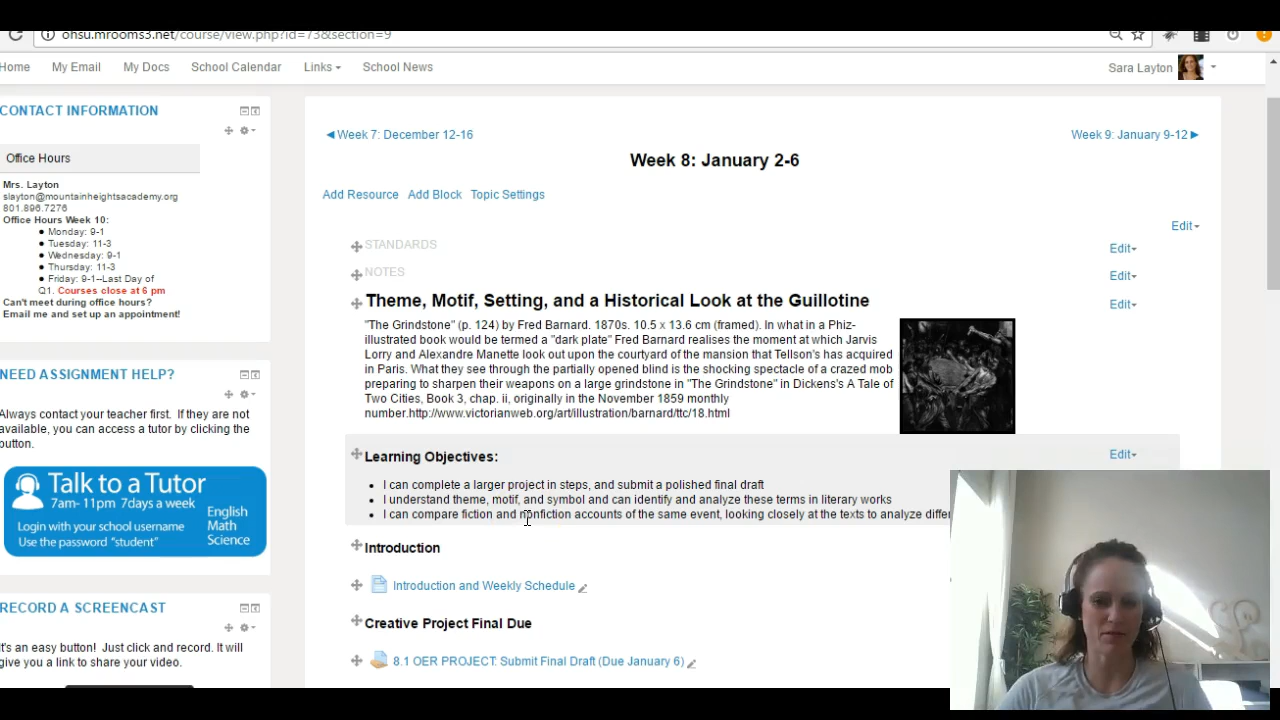 ohsu.mrooms3.net/course/view.php?id=73&section=9
Home My Email My Docs School Calendar Links School News
Sara Layton
CONTACT INFORMATION
Office Hours
Mrs. Layton
slayton@mountainheightsacademy.org
801.896.7276
Office Hours Week 10:
Monday: 9-1
Tuesday: 11-3
Wednesday: 9-1
Thursday: 11-3
Friday: 9-1--Last Day of
Q1. Courses close at 6 pm
Can't meet during office hours?
Email me and set up an appointment!
NEED ASSIGNMENT HELP?
Always contact your teacher first. If they are not
available, you can access a tutor by clicking the
button.
Talk to a Tutor
7am- 11pm 7days a week
Login with your school username
Use the password "student"
English
Math
Science
RECORD A SCREENCAST
It's an easy button! Just click and record. It will
give you a link to share your video.
◄Week 7: December 12-16
Week 9: January 9-12►
Week 8: January 2-6
Add Resource Add Block Topic Settings
Edit
STANDARDS
Edit
NOTES
Edit
Theme, Motif, Setting, and a Historical Look at the Guillotine
Edit
"The Grindstone" (p. 124) by Fred Barnard. 1870s. 10.5 x 13.6 cm (framed). In what in a Phiz-
illustrated book would be termed a "dark plate" Fred Barnard realises the moment at which Jarvis
Lorry and Alexandre Manette look out upon the courtyard of the mansion that Tellson's has acquired
in Paris. What they see through the partially opened blind is the shocking spectacle of a crazed mob
preparing to sharpen their weapons on a large grindstone in "The Grindstone" in Dickens's A Tale of
Two Cities, Book 3, chap. ii, originally in the November 1859 monthly
number.http://www.victorianweb.org/art/illustration/barnard/ttc/18.html
Learning Objectives:
Edit
I can complete a larger project in steps, and submit a polished final draft
I understand theme, motif, and symbol and can identify and analyze these terms in literary works
I can compare fiction and nonfiction accounts of the same event, looking closely at the texts to analyze
Introduction
Introduction and Weekly Schedule
Creative Project Final Due
8.1 OER PROJECT: Submit Final Draft (Due January 6)